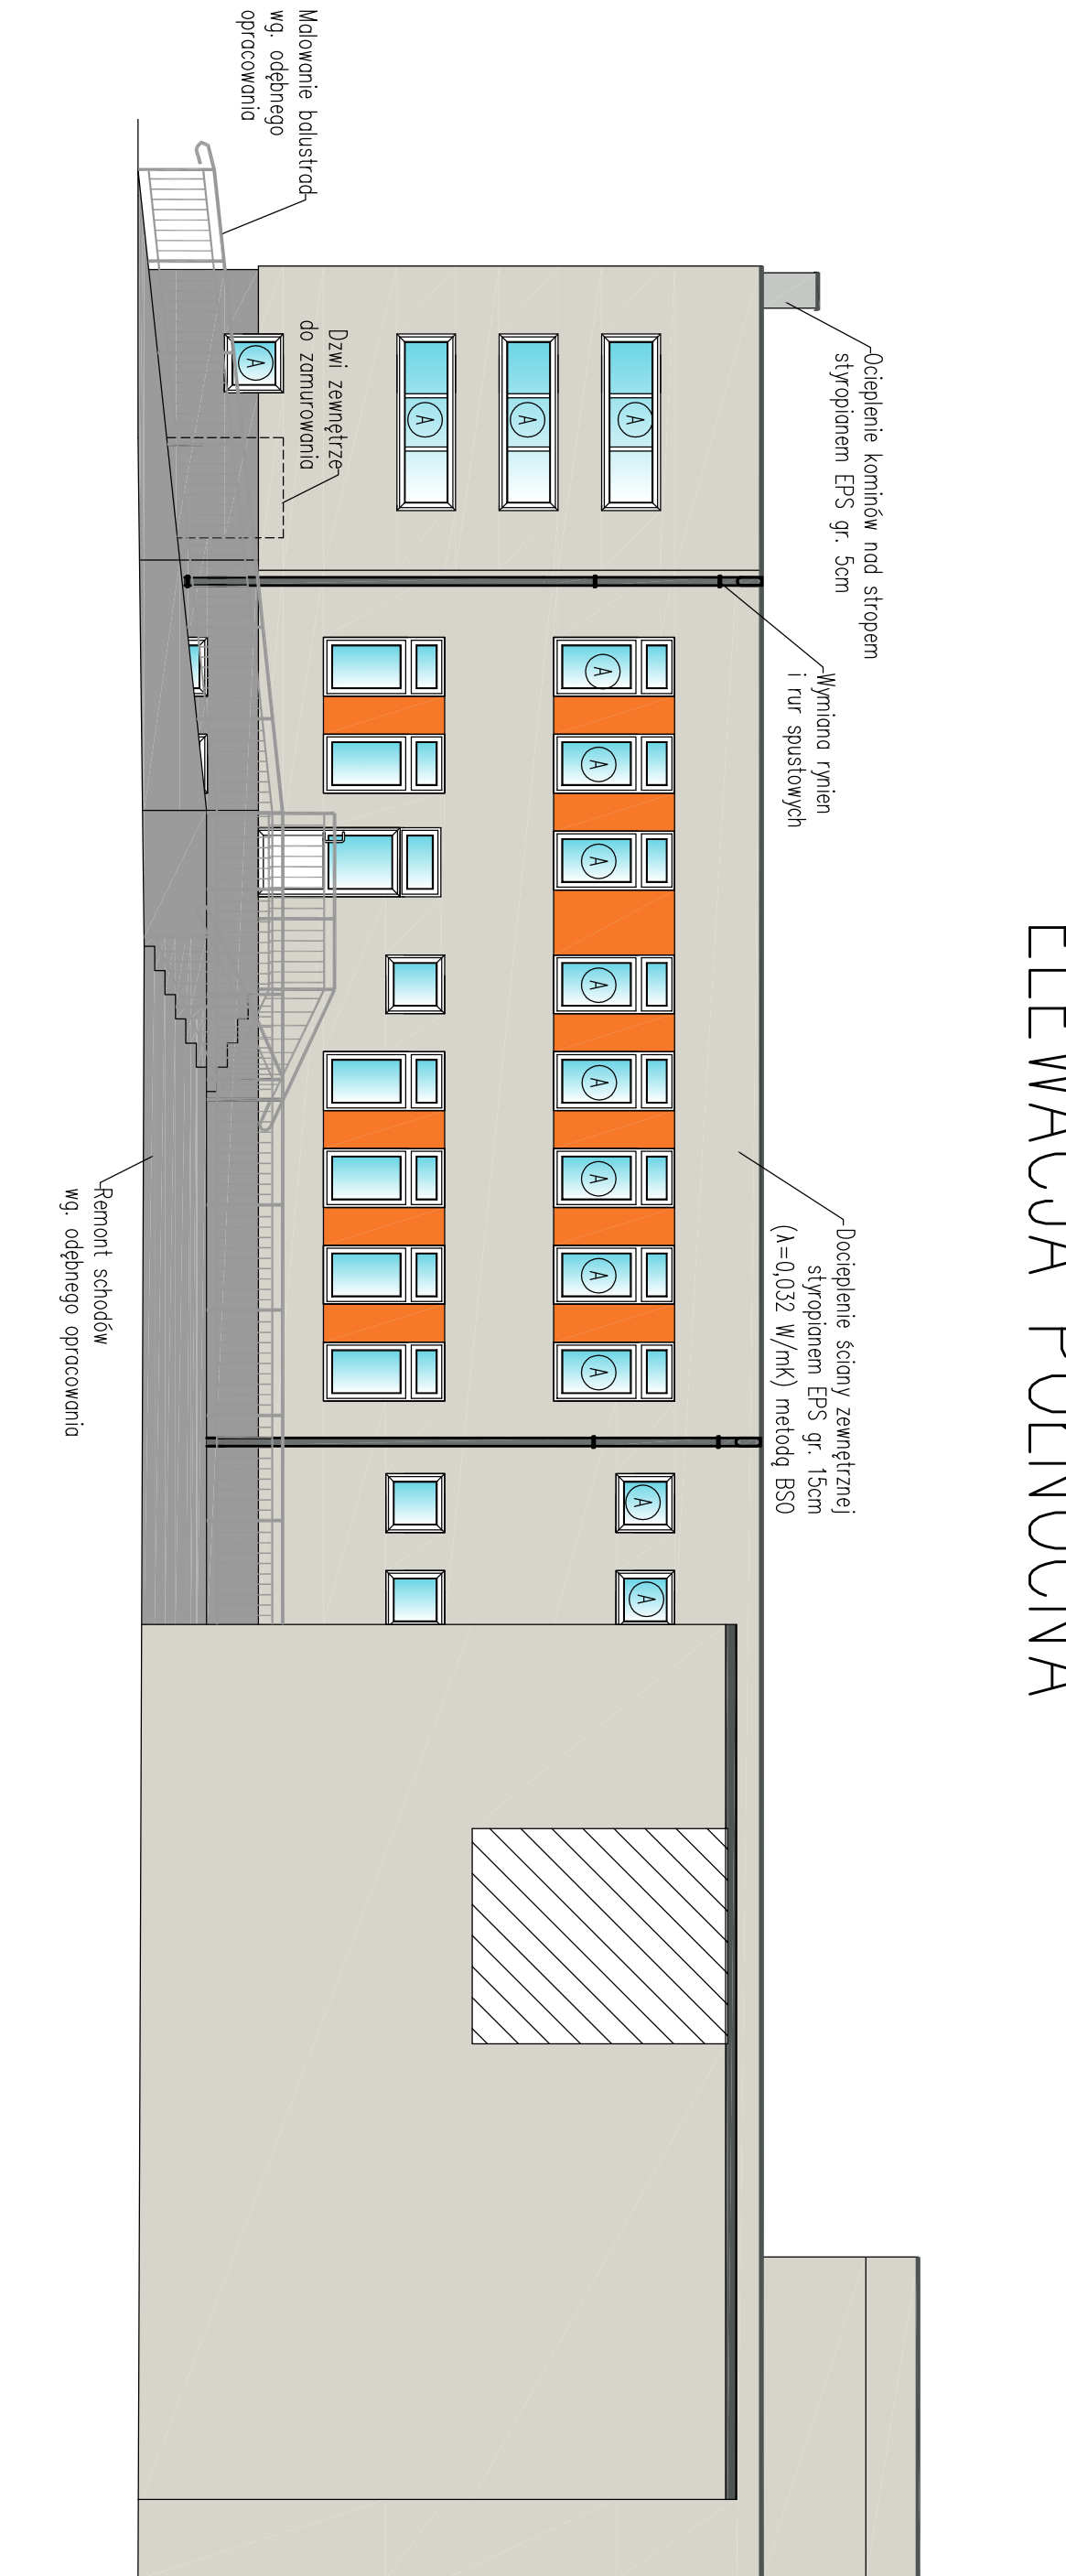 ELEWACJA PÓŁNOCNA
Ocieplenie kominów nad stropem
styropianem EPS gr. 5cm
Wymiana rynien
i rur spustowych
Docieplenie ściany zewnętrznej
styropianem EPS gr. 15cm
(λ=0,032 W/mK) metodą BSO
Malowanie balustrad
wg. odębnego
opracowania
Dzwi zewnętrze
do zamurowania
A
A
A
A
A
A
A
A
A
A
A
A
A
A
Remont schodów
wg. odębnego opracowania